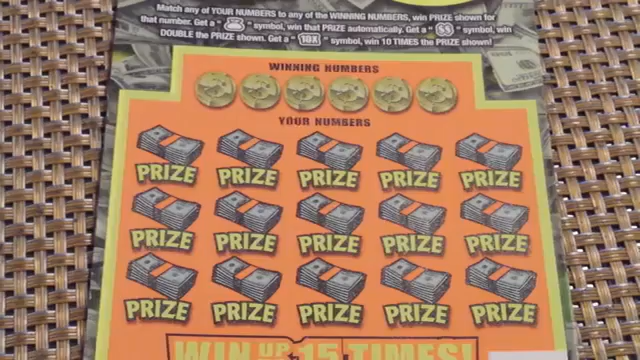 Match any of YOUR NUMBERS to any of the WINNING NUMBERS, win PRIZE shown for
that number. Get a " " symbol, win that PRIZE automatically. Get a " $$ " symbol, win
DOUBLE the PRIZE shown. Get a " 10X " symbol, win 10 TIMES the PRIZE shown!
WINNING NUMBERS
YOUR NUMBERS
PRIZE PRIZE PRIZE PRIZE PRIZE
PRIZE PRIZE PRIZE PRIZE PRIZE
PRIZE PRIZE PRIZE PRIZE PRIZE
WIN UP TO 15 TIMES!